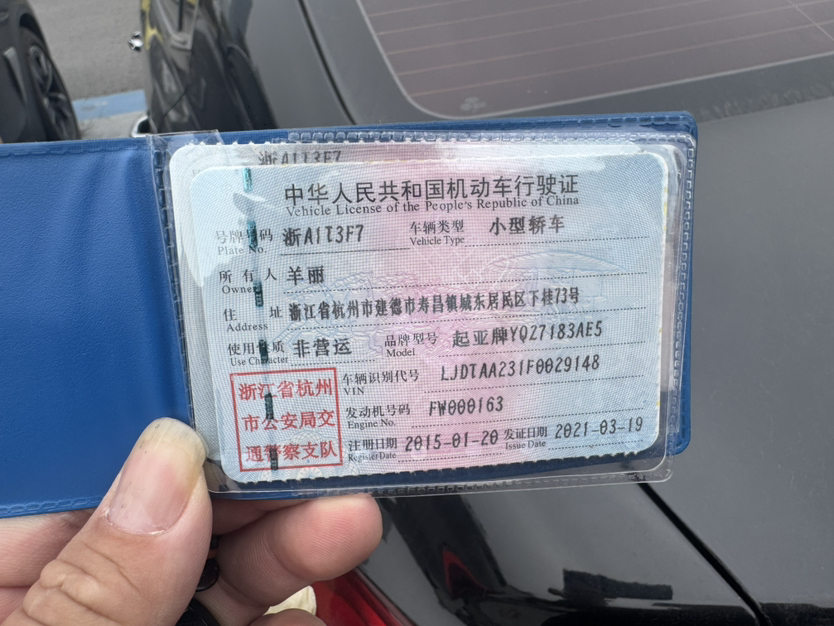 浙A1T3F7
中华人民共和国机动车行驶证
Vehicle License of the People's Republic of China
号牌号码 浙A1T3F7 车辆类型 小型轿车
Plate No. Vehicle Type
所有人 羊丽
Owner
住址 浙江省杭州市建德市寿昌镇城东居民区下桂73号
Address
使用性质 非营运 品牌型号 起亚牌YQZ7183AE5
Use Character Model
浙江省杭州
市公安局交
通警察支队
车辆识别代号 LJDTAA231F0029148
VIN
发动机号码 FW000163
Engine No.
注册日期 2015-01-20 发证日期 2021-03-19
Register Date Issue Date